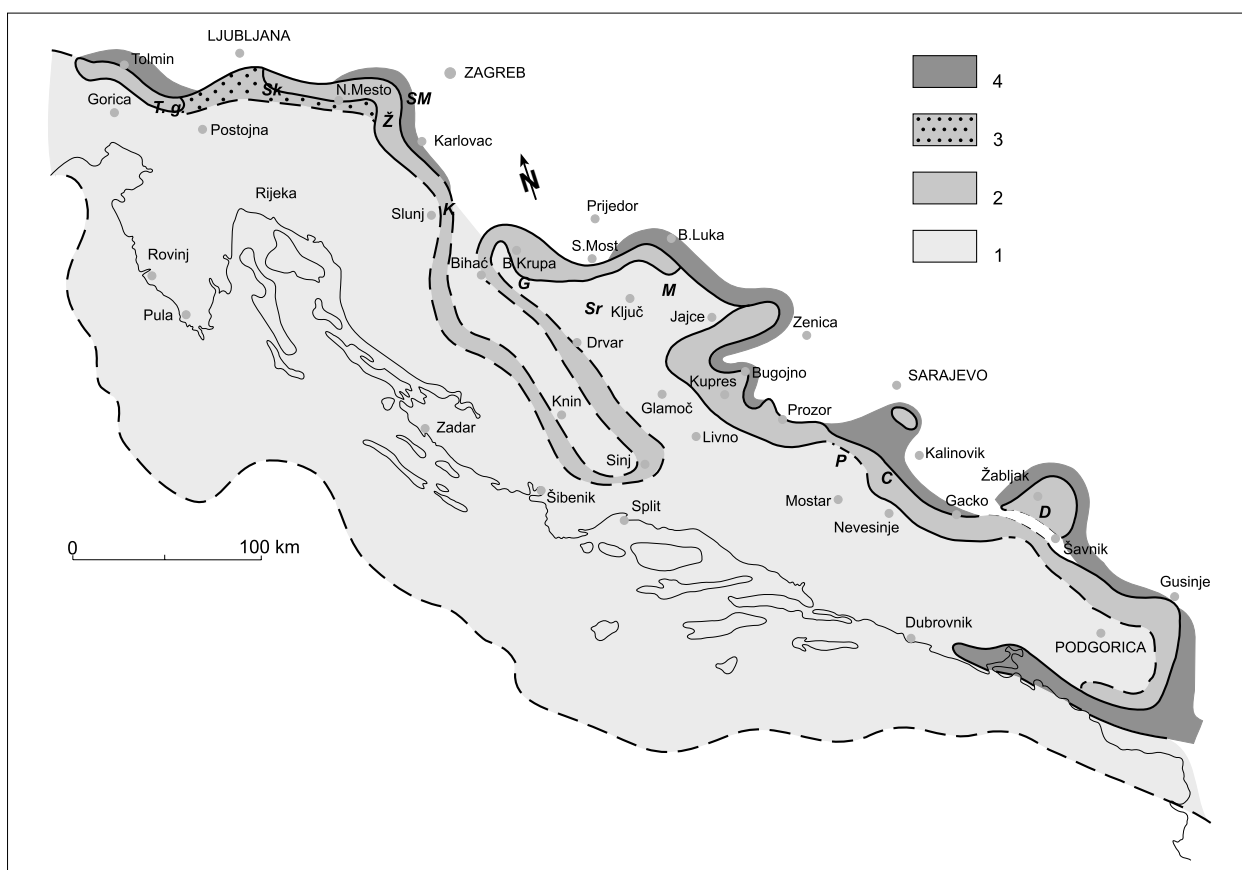 LJUBLJANA
Tolmin
ZAGREB
4
N.Mesto
Sk
SM
Gorica
T. g.
Ž
3
Postojna
Karlovac
N
2
Rijeka
Prijedor
Slunj
K
B.Luka
S.Most
1
Rovinj
Bihać
B.Krupa
G
M
Sr
Ključ
Pula
Jajce
Zenica
Drvar
Bugojno
SARAJEVO
Kupres
Knin
Glamoč
Prozor
Zadar
Livno
Kalinovik
Sinj
P
C
Žabljak
Šibenik
Mostar
Gacko
D
Split
Nevesinje
0
100 km
Šavnik
Gusinje
Dubrovnik
PODGORICA